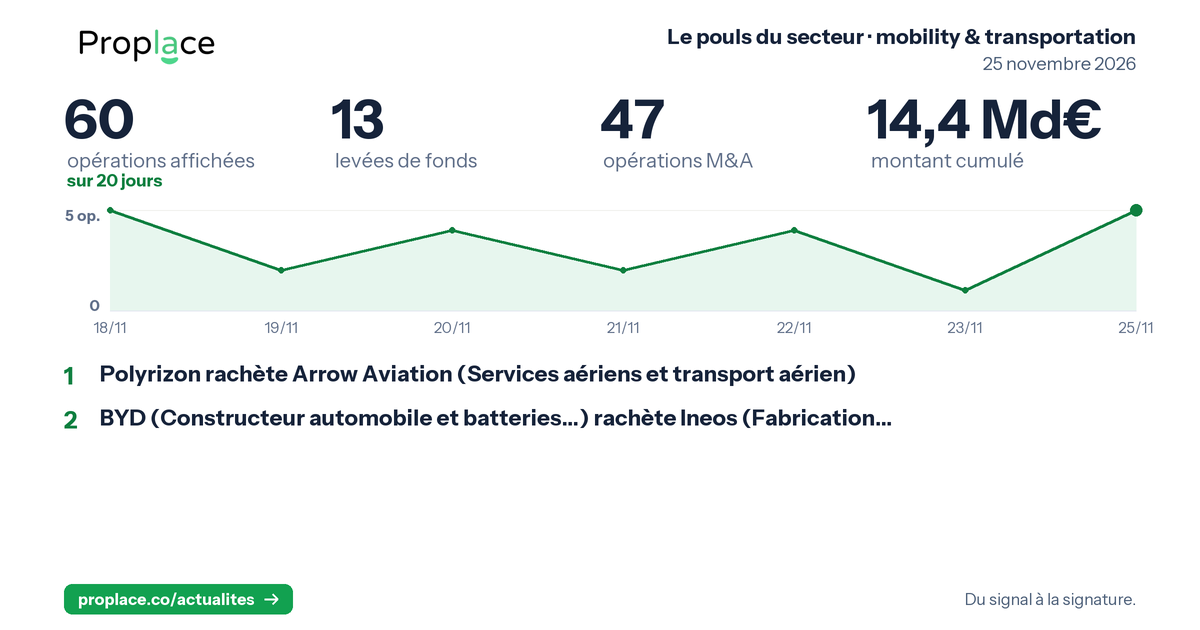 Proplace
Le pouls du secteur · mobility & transportation
25 novembre 2026
60
opérations affichées
sur 20 jours
13
levées de fonds
47
opérations M&A
14,4 Md€
montant cumulé
5 op.
0
18/11 19/11 20/11 21/11 22/11 23/11 25/11
1 Polyrizon rachète Arrow Aviation (Services aériens et transport aérien)
2 BYD (Constructeur automobile et batteries...) rachète Ineos (Fabrication...
proplace.co/actualites →
Du signal à la signature.